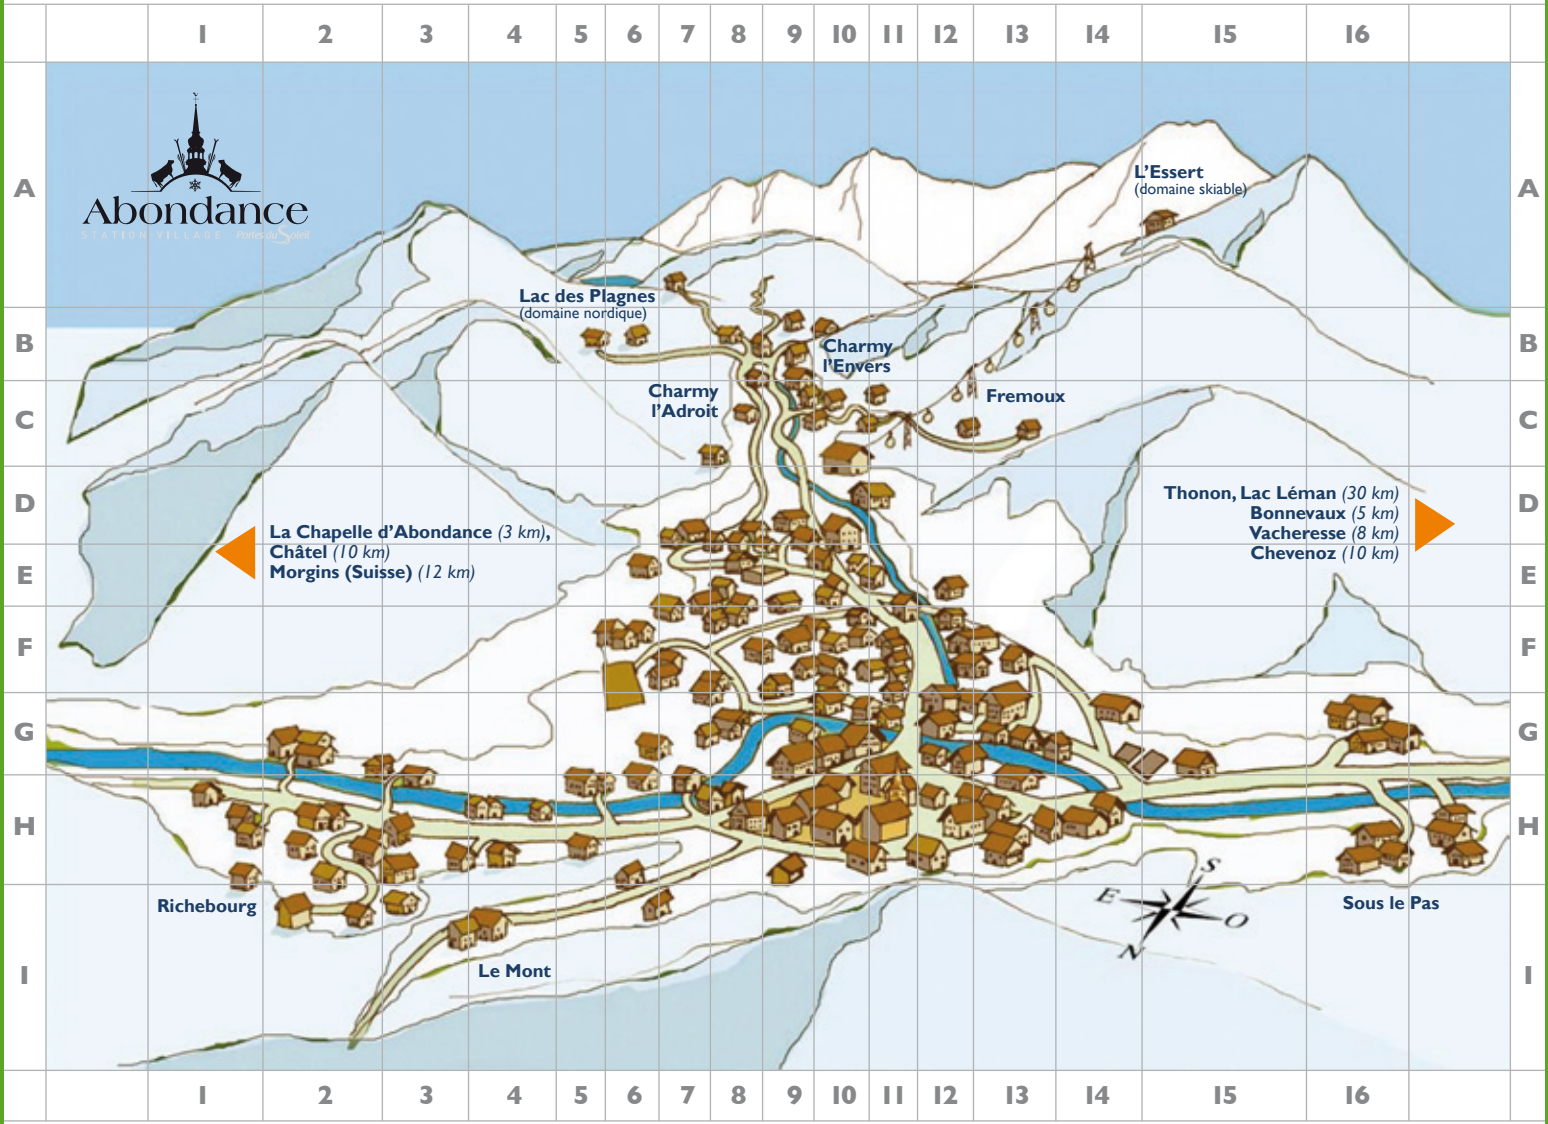 1 2 3 4 5 6 7 8 9 10 11 12 13 14 15 16
A A
Abondance
STATION-VILLAGE Portes du Soleil
L'Essert
(domaine skiable)
Lac des Plagnes
(domaine nordique)
B B
Charmy
l'Envers
Charmy
l'Adroit
Fremoux
C C
D D
La Chapelle d'Abondance (3 km),
Châtel (10 km)
Morgins (Suisse) (12 km)
Thonon, Lac Léman (30 km)
Bonnevaux (5 km)
Vacheresse (8 km)
Chevenoz (10 km)
E E
F F
G G
H H
Richebourg
Sous le Pas
S
E
O
N
Le Mont
I I
1 2 3 4 5 6 7 8 9 10 11 12 13 14 15 16